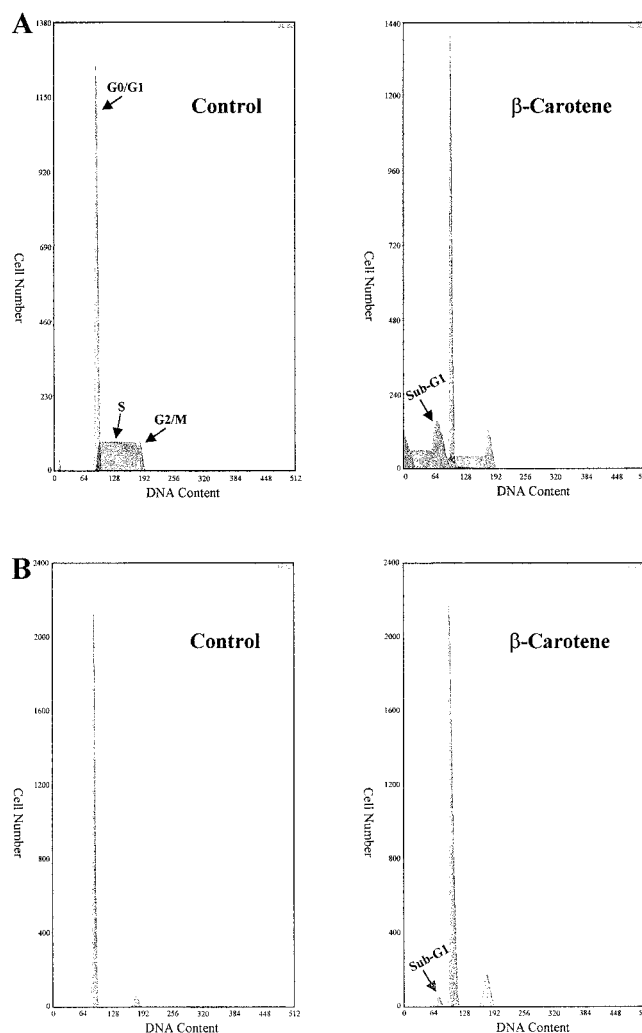 A
Control
β-Carotene
Cell Number
1380
1150
920
690
460
230
0
G0/G1
S
G2/M
0 64 128 192 256 320 384 448 512
DNA Content
Cell Number
1440
1200
960
720
480
240
0
Sub-G1
0 64 128 192 256 320 384 448
DNA Content
B
Control
β-Carotene
Cell Number
2400
2000
1600
1200
800
400
0
0 64 128 192 256 320 384 448 512
DNA Content
Cell Number
2400
2000
1600
1200
800
400
0
Sub-G1
0 64 128 192 256 320 384 448
DNA Content